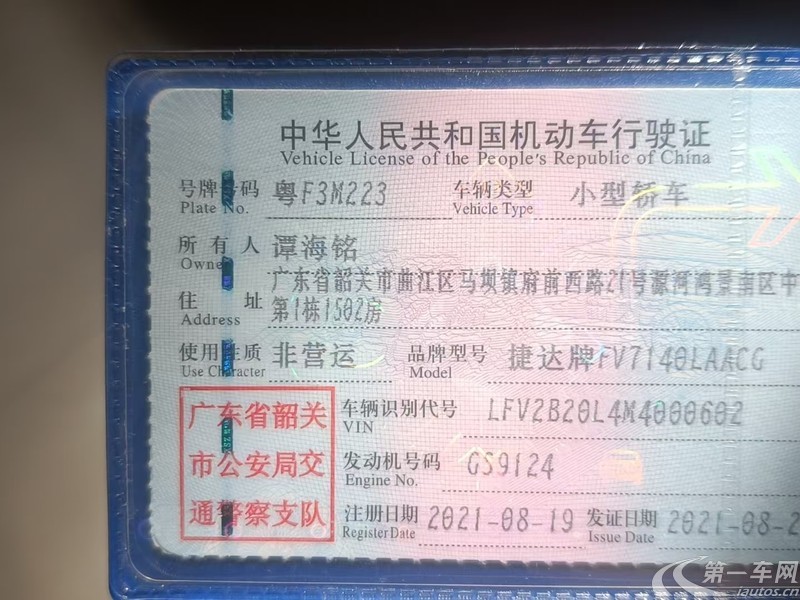 中华人民共和国机动车行驶证
Vehicle License of the People's Republic of China
号牌号码 粤F3M223 车辆类型 小型轿车
Plate No. Vehicle Type
所有人 谭海铭
Owner
广东省韶关市曲江区马坝镇府前西路21号源河鸿景南区中
住址 第1栋1502房
Address
使用性质 非营运 品牌型号 捷达牌FV7140LAACG
Use Character Model
广东省韶关
市公安局交
通警察支队
车辆识别代号 LFV2B20L4M4000602
VIN
发动机号码 GS9124
Engine No.
注册日期 2021-08-19 发证日期 2021-08-2
Register Date Issue Date
第一车网
iautos.cn